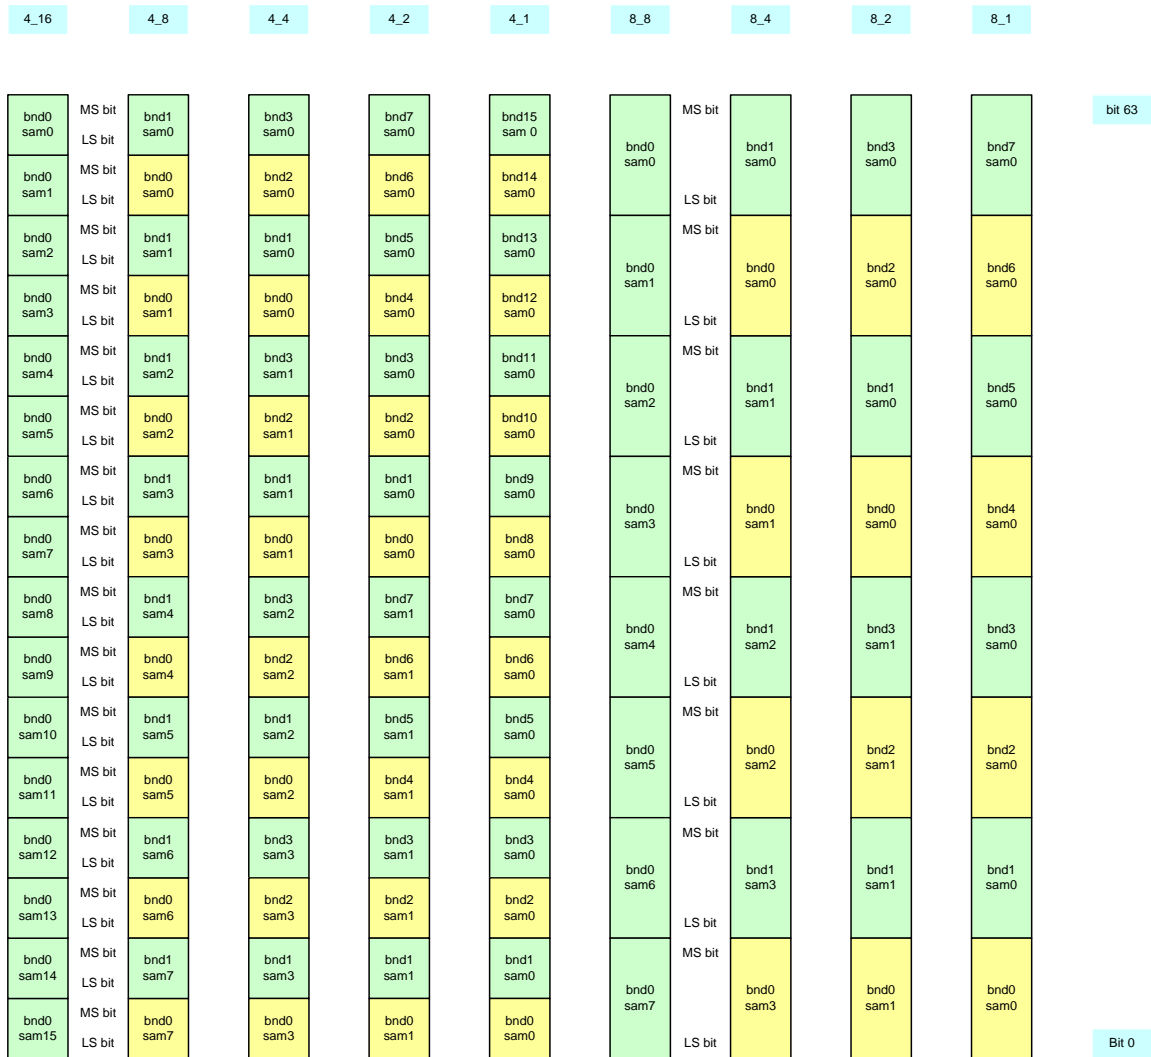 4_16 4_8 4_4 4_2 4_1 8_8 8_4 8_2 8_1
MS bit MS bit bit 63
bnd0 bnd1 bnd3 bnd7 bnd15
sam0 sam0 sam0 sam0 sam 0
LS bit
bnd0 bnd1 bnd3 bnd7
sam0 sam0 sam0 sam0
MS bit
bnd0 bnd0 bnd2 bnd6 bnd14
sam1 sam0 sam0 sam0 sam0
LS bit LS bit
MS bit MS bit
bnd0 bnd1 bnd1 bnd5 bnd13
sam2 sam1 sam0 sam0 sam0
LS bit
bnd0 bnd0 bnd2 bnd6
sam1 sam0 sam0 sam0
MS bit
bnd0 bnd0 bnd0 bnd4 bnd12
sam3 sam1 sam0 sam0 sam0
LS bit LS bit
MS bit MS bit
bnd0 bnd1 bnd3 bnd3 bnd11
sam4 sam2 sam1 sam0 sam0
LS bit
bnd0 bnd1 bnd1 bnd5
sam2 sam1 sam0 sam0
MS bit
bnd0 bnd0 bnd2 bnd2 bnd10
sam5 sam2 sam1 sam0 sam0
LS bit LS bit
MS bit MS bit
bnd0 bnd1 bnd1 bnd1 bnd9
sam6 sam3 sam1 sam0 sam0
LS bit
bnd0 bnd0 bnd0 bnd4
sam3 sam1 sam0 sam0
MS bit
bnd0 bnd0 bnd0 bnd0 bnd8
sam7 sam3 sam1 sam0 sam0
LS bit LS bit
MS bit MS bit
bnd0 bnd1 bnd3 bnd7 bnd7
sam8 sam4 sam2 sam1 sam0
LS bit
bnd0 bnd1 bnd3 bnd3
sam4 sam2 sam1 sam0
MS bit
bnd0 bnd0 bnd2 bnd6 bnd6
sam9 sam4 sam2 sam1 sam0
LS bit LS bit
MS bit MS bit
bnd0 bnd1 bnd1 bnd5 bnd5
sam10 sam5 sam2 sam1 sam0
LS bit
bnd0 bnd0 bnd2 bnd2
sam5 sam2 sam1 sam0
MS bit
bnd0 bnd0 bnd0 bnd4 bnd4
sam11 sam5 sam2 sam1 sam0
LS bit LS bit
MS bit MS bit
bnd0 bnd1 bnd3 bnd3 bnd3
sam12 sam6 sam3 sam1 sam0
LS bit
bnd0 bnd1 bnd1 bnd1
sam6 sam3 sam1 sam0
MS bit
bnd0 bnd0 bnd2 bnd2 bnd2
sam13 sam6 sam3 sam1 sam0
LS bit LS bit
MS bit MS bit
bnd0 bnd1 bnd1 bnd1 bnd1
sam14 sam7 sam3 sam1 sam0
LS bit
bnd0 bnd0 bnd0 bnd0
sam7 sam3 sam1 sam0
MS bit
bnd0 bnd0 bnd0 bnd0 bnd0
sam15 sam7 sam3 sam1 sam0
LS bit LS bit Bit 0